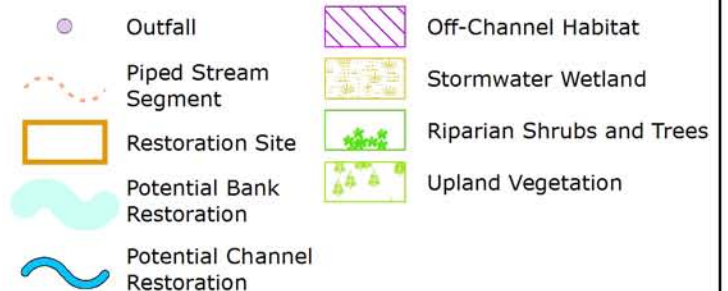 Outfall
Piped Stream
Segment
Restoration Site
Potential Bank
Restoration
Potential Channel
Restoration
Off-Channel Habitat
Stormwater Wetland
Riparian Shrubs and Trees
Upland Vegetation